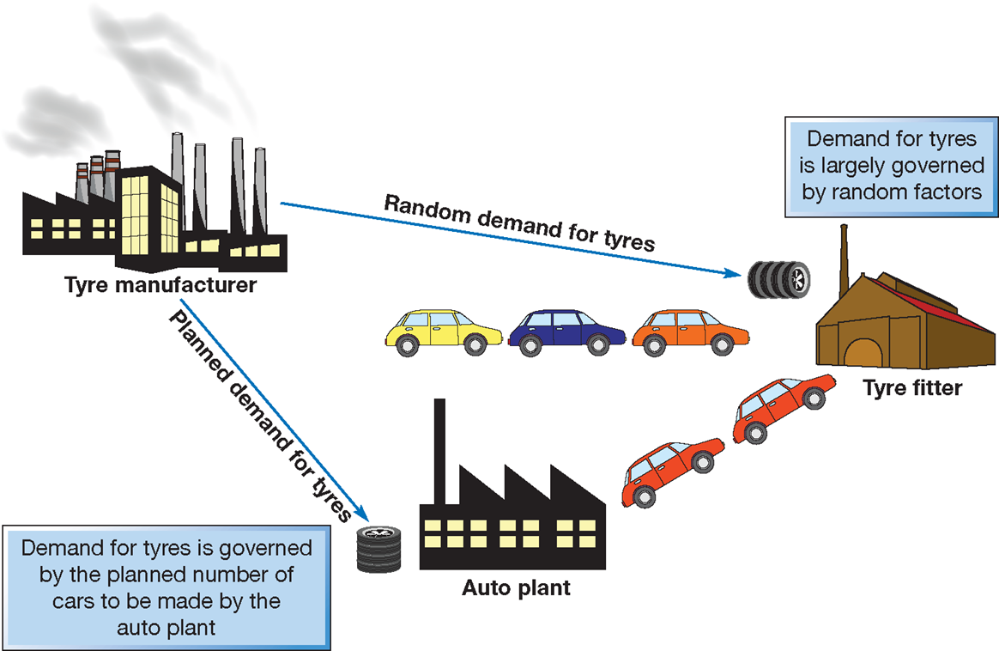 Demand for tyres
is largely governed
by random factors
Random demand for tyres
Tyre manufacturer
Planned demand for tyres
Tyre fitter
Demand for tyres is governed
by the planned number of
cars to be made by the
auto plant
Auto plant